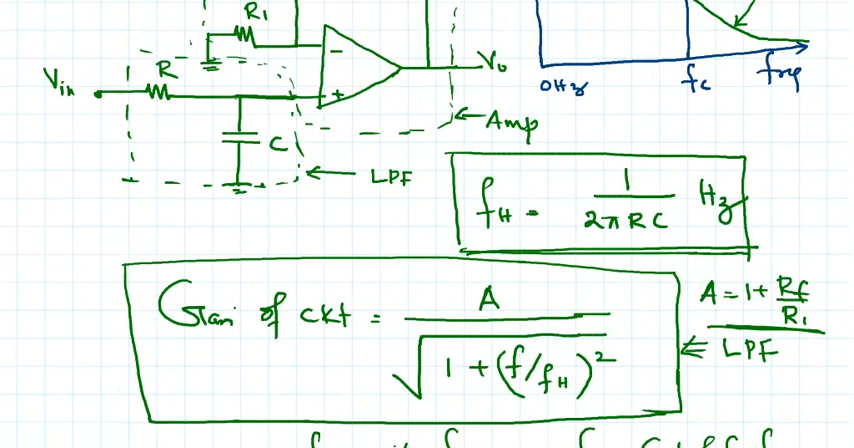 R₁
Vin
R
-
+
Vo
0Hz
fc
freq
Amp
C
LPF
fH = 1/(2πRC) Hz
Gain of ckt = A/√(1 + (f/fH)²)
A = 1 + Rf/R₁
LPF